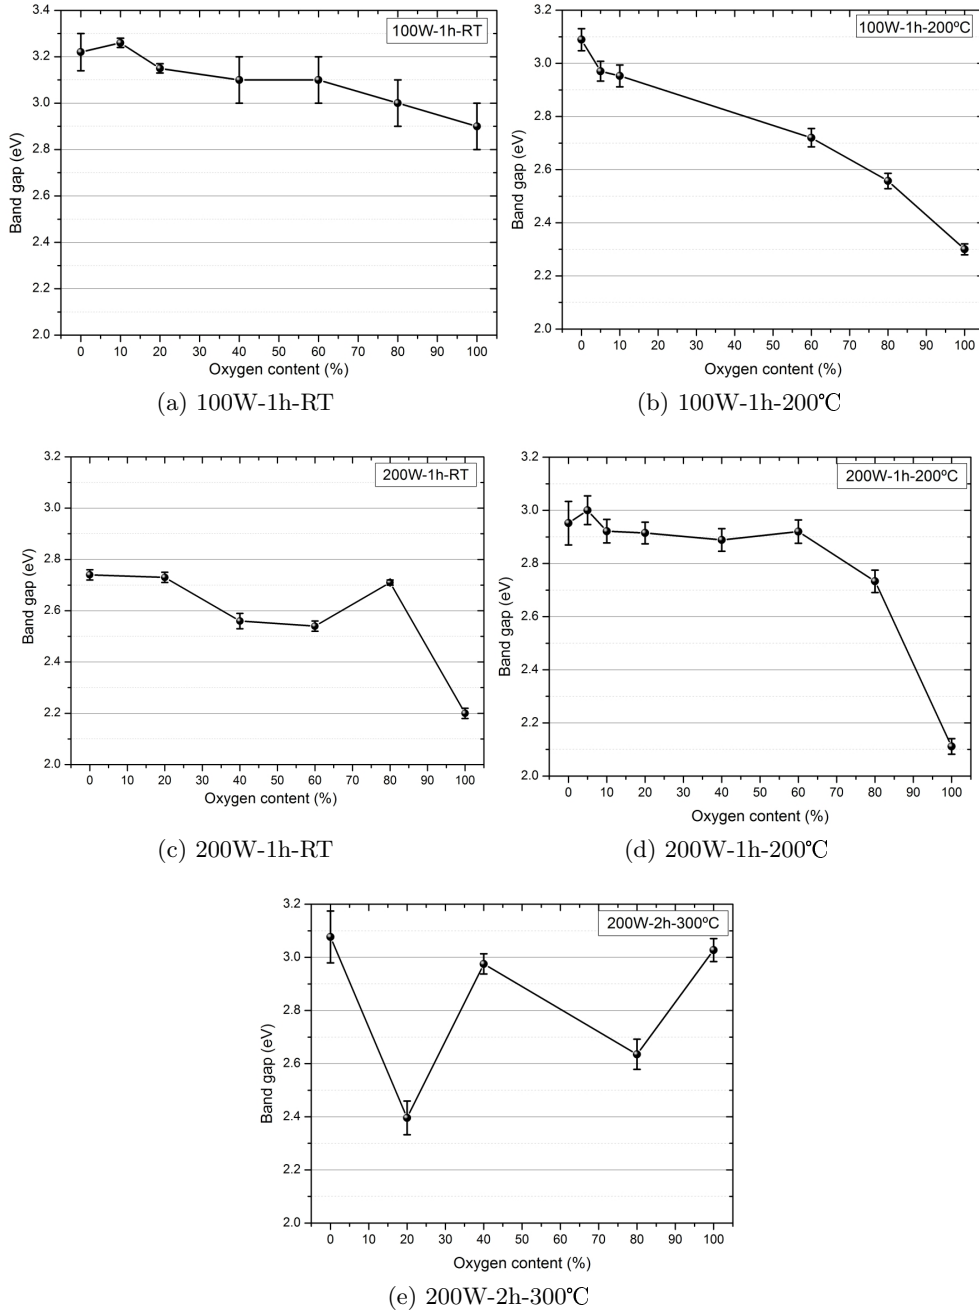 100W-1h-RT
Band gap (eV)
3.4
3.2
3.0
2.8
2.6
2.4
2.2
2.0
0 10 20 30 40 50 60 70 80 90 100
Oxygen content (%)
(a) 100W-1h-RT
100W-1h-200ºC
Band gap (eV)
3.2
3.0
2.8
2.6
2.4
2.2
2.0
0 10 20 30 40 50 60 70 80 90 100
Oxygen content (%)
(b) 100W-1h-200℃
200W-1h-RT
Band gap (eV)
3.2
3.0
2.8
2.6
2.4
2.2
2.0
0 10 20 30 40 50 60 70 80 90 100
Oxygen content (%)
(c) 200W-1h-RT
200W-1h-200ºC
Band gap (eV)
3.2
3.0
2.8
2.6
2.4
2.2
2.0
0 10 20 30 40 50 60 70 80 90 100
Oxygen content (%)
(d) 200W-1h-200℃
200W-2h-300ºC
Band gap (eV)
3.2
3.0
2.8
2.6
2.4
2.2
2.0
0 10 20 30 40 50 60 70 80 90 100
Oxygen content (%)
(e) 200W-2h-300℃